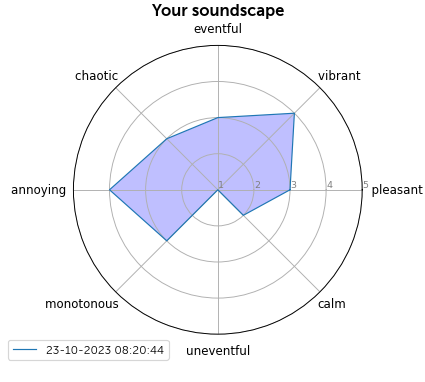 Your soundscape
eventful
chaotic
vibrant
annoying
1 2 3 4 5
pleasant
monotonous
calm
23-10-2023 08:20:44
uneventful